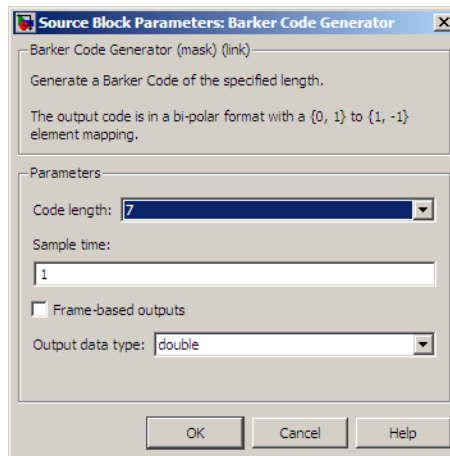 Source Block Parameters: Barker Code Generator
Barker Code Generator (mask) (link)
Generate a Barker Code of the specified length.
The output code is in a bi-polar format with a {0, 1} to {1, -1}
element mapping.
Parameters
Code length: 7
Sample time:
1
Frame-based outputs
Output data type: double
OK Cancel Help